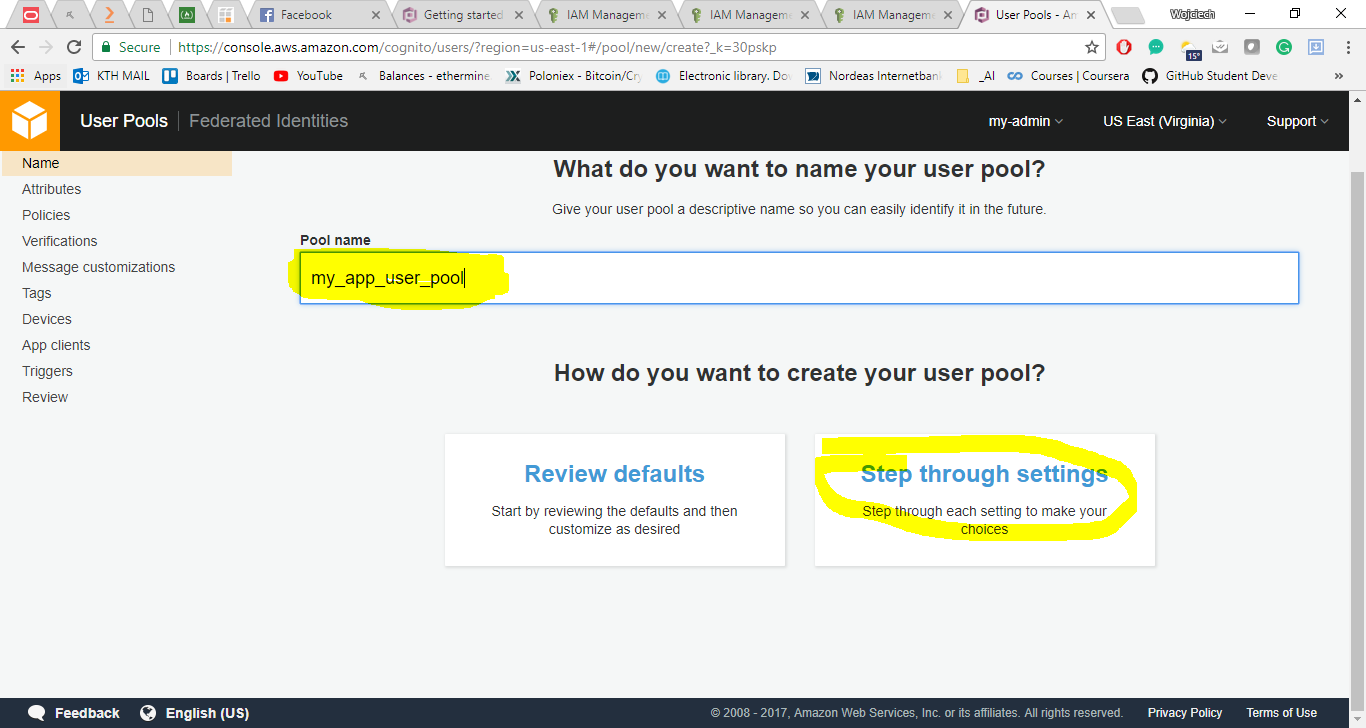 Facebook
Getting started
IAM Manageme
IAM Manageme
IAM Manageme
User Pools - Am
Wojciech
Secure
https://console.aws.amazon.com/cognito/users/?region=us-east-1#/pool/new/create?_k=30pskp
15°
Apps
KTH MAIL
Boards | Trello
YouTube
Balances - ethermine.
Poloniex - Bitcoin/Cry
Electronic library. Dov
Nordeas Internetbank
_AI
Courses | Coursera
GitHub Student Deve
»
User Pools
Federated Identities
my-admin
US East (Virginia)
Support
Name
Attributes
Policies
Verifications
Message customizations
Tags
Devices
App clients
Triggers
Review
What do you want to name your user pool?
Give your user pool a descriptive name so you can easily identify it in the future.
Pool name
my_app_user_pool
How do you want to create your user pool?
Review defaults
Start by reviewing the defaults and then
customize as desired
Step through settings
Step through each setting to make your
choices
Feedback
English (US)
© 2008 - 2017, Amazon Web Services, Inc. or its affiliates. All rights reserved.
Privacy Policy
Terms of Use